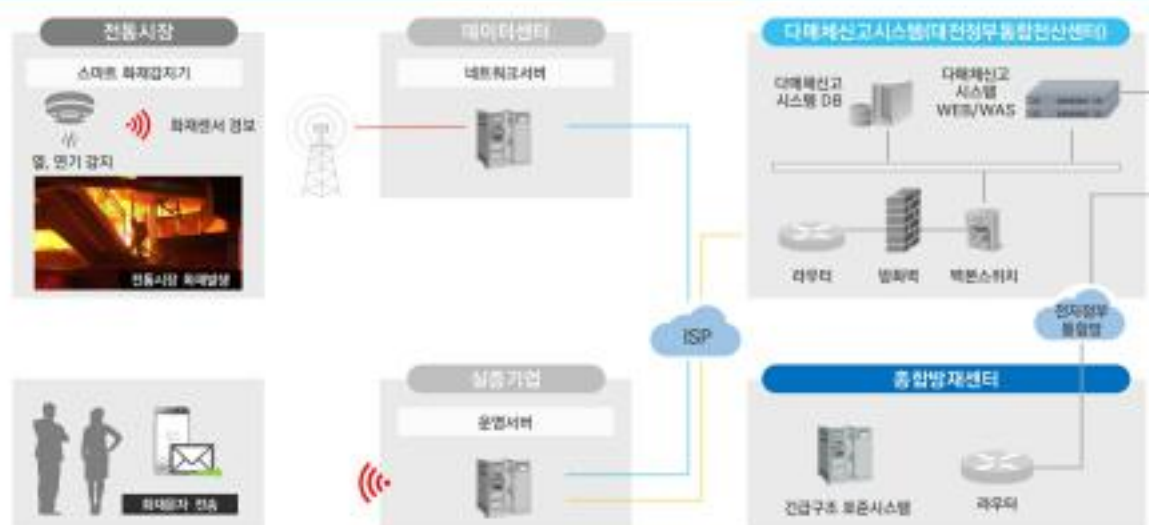 전통시장
스마트 화재감지기
화재센서 경보
열, 연기 감지
전통시장 화재발생
화재문자 전송
데이터센터
네트워크서버
실증기업
운영서버
ISP
다매체신고시스템(대전정부통합전산센터)
다매체신고
시스템 DB
다매체신고
시스템
WEB/WAS
라우터
방화벽
백본스위치
전자정부
통합망
종합방재센터
긴급구조 표준시스템
라우터